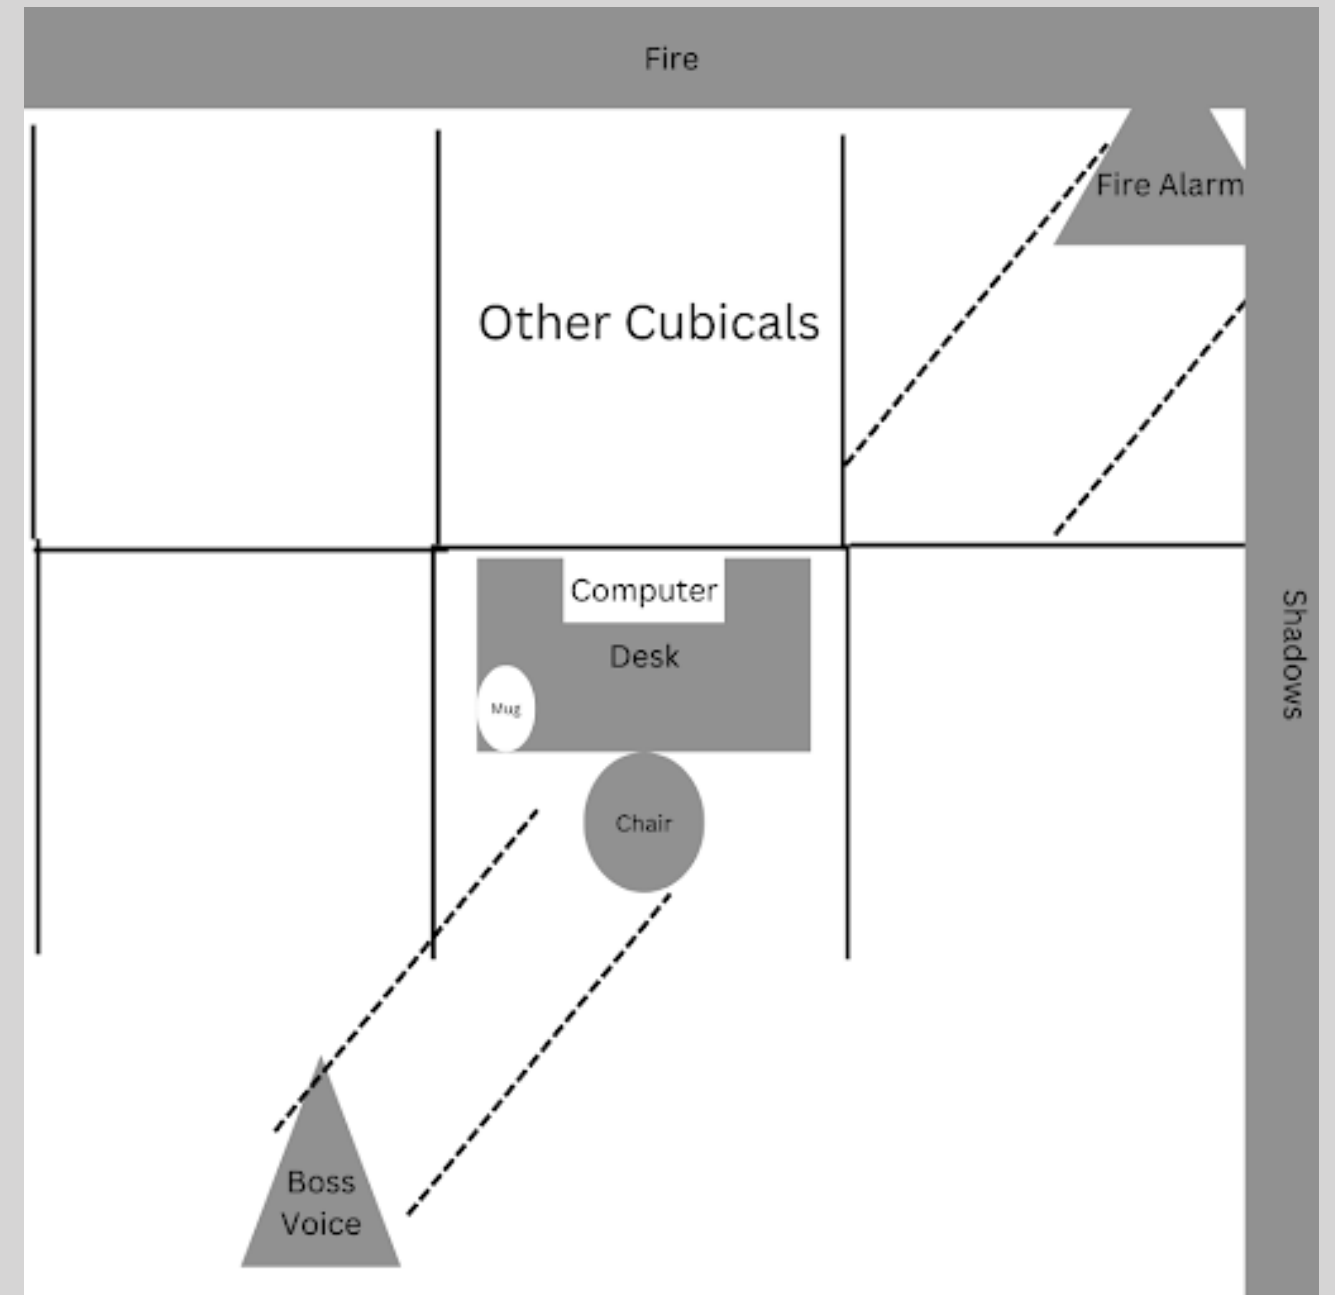 Fire
Fire Alarm
Other Cubicals
Computer
Desk
Mug
Chair
Shadows
Boss
Voice